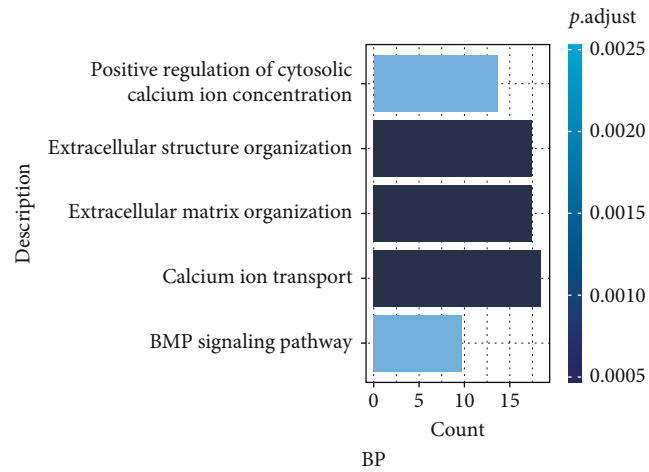 p.adjust
Positive regulation of cytosolic
calcium ion concentration
Extracellular structure organization
Extracellular matrix organization
Calcium ion transport
BMP signaling pathway
Description
0.0025
0.0020
0.0015
0.0010
0.0005
0 5 10 15
Count
BP